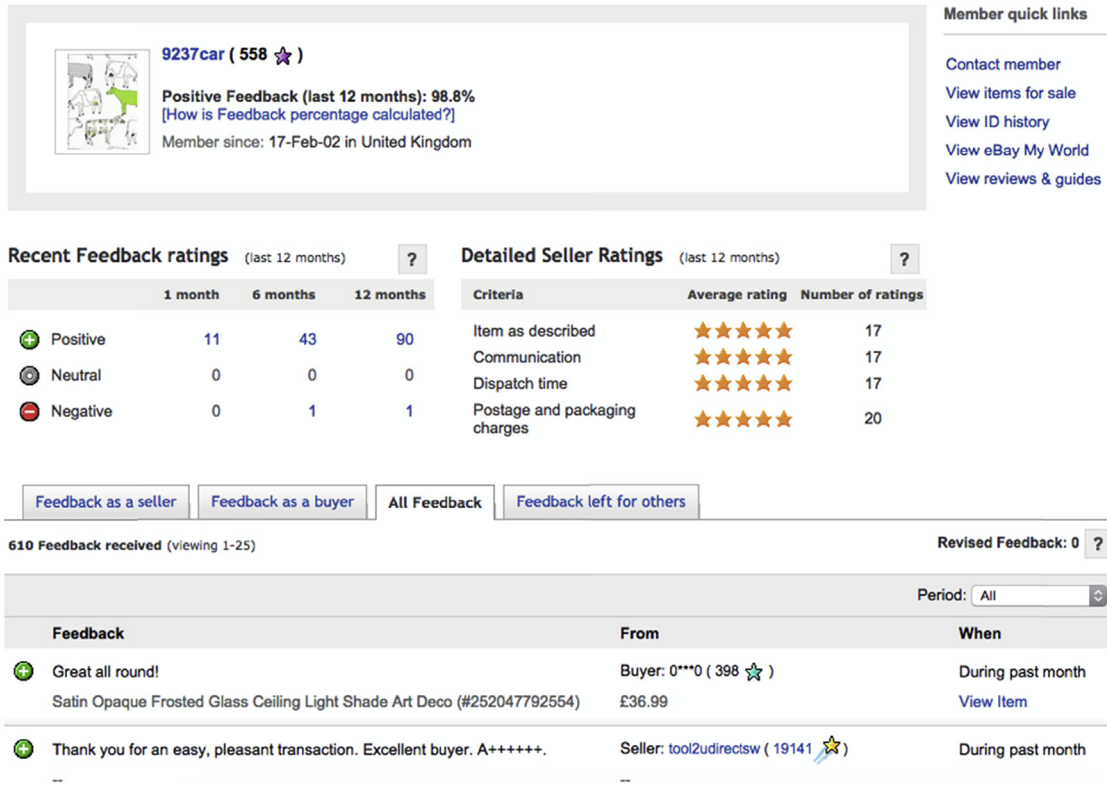 Member quick links
9237car ( 558 )
Positive Feedback (last 12 months): 98.8%
[How is Feedback percentage calculated?]
Member since: 17-Feb-02 in United Kingdom
Contact member
View items for sale
View ID history
View eBay My World
View reviews & guides
Recent Feedback ratings (last 12 months) ?
1 month 6 months 12 months
Positive 11 43 90
Neutral 0 0 0
Negative 0 1 1
Detailed Seller Ratings (last 12 months) ?
Criteria Average rating Number of ratings
Item as described 17
Communication 17
Dispatch time 17
Postage and packaging
charges 20
Feedback as a seller Feedback as a buyer All Feedback Feedback left for others
610 Feedback received (viewing 1-25) Revised Feedback: 0 ?
Period: All
Feedback From When
Great all round! Buyer: 0***0 ( 398 ) During past month
Satin Opaque Frosted Glass Ceiling Light Shade Art Deco (#252047792554) £36.99 View Item
Thank you for an easy, pleasant transaction. Excellent buyer. A++++++. Seller: tool2udirectsw ( 19141 ) During past month
-- --